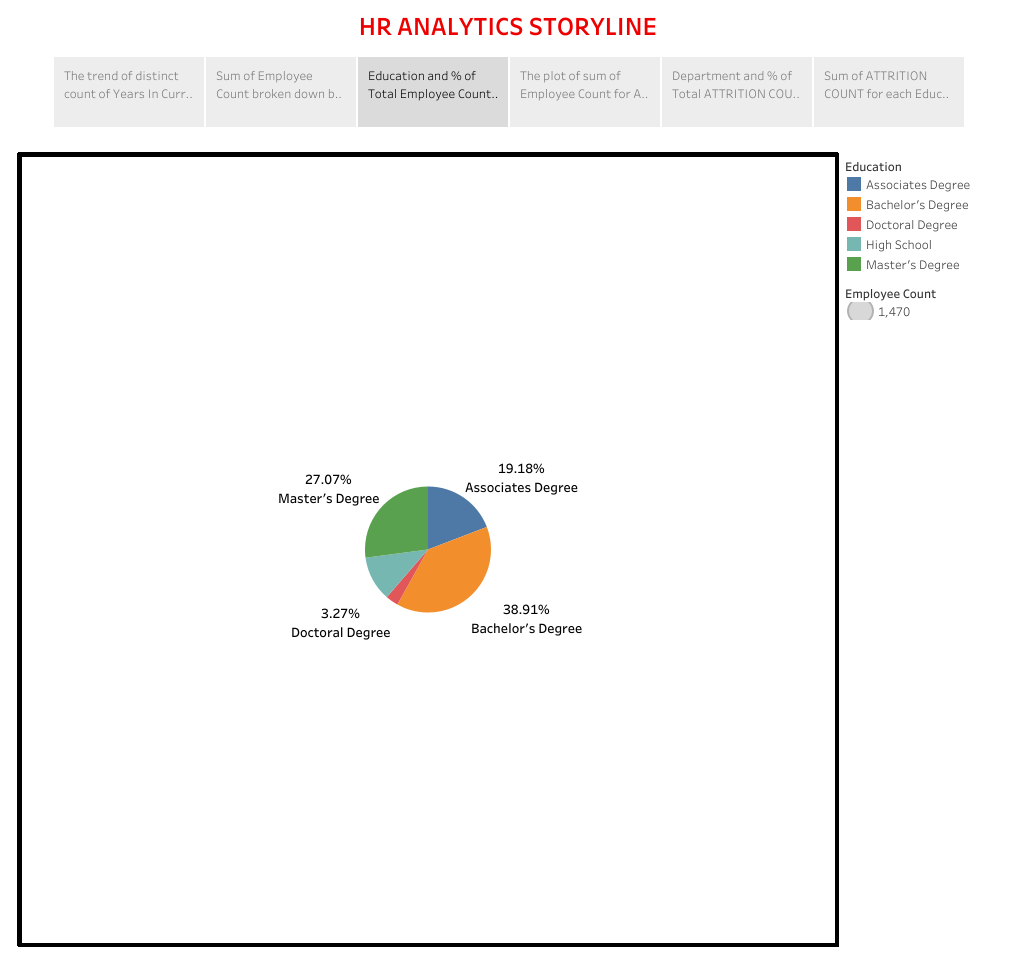 HR ANALYTICS STORYLINE
The trend of distinct
count of Years In Curr..
Sum of Employee
Count broken down b..
Education and % of
Total Employee Count..
The plot of sum of
Employee Count for A..
Department and % of
Total ATTRITION COU..
Sum of ATTRITION
COUNT for each Educ..
Education
Associates Degree
Bachelor's Degree
Doctoral Degree
High School
Master's Degree
Employee Count
1,470
27.07%
Master's Degree
19.18%
Associates Degree
3.27%
Doctoral Degree
38.91%
Bachelor's Degree